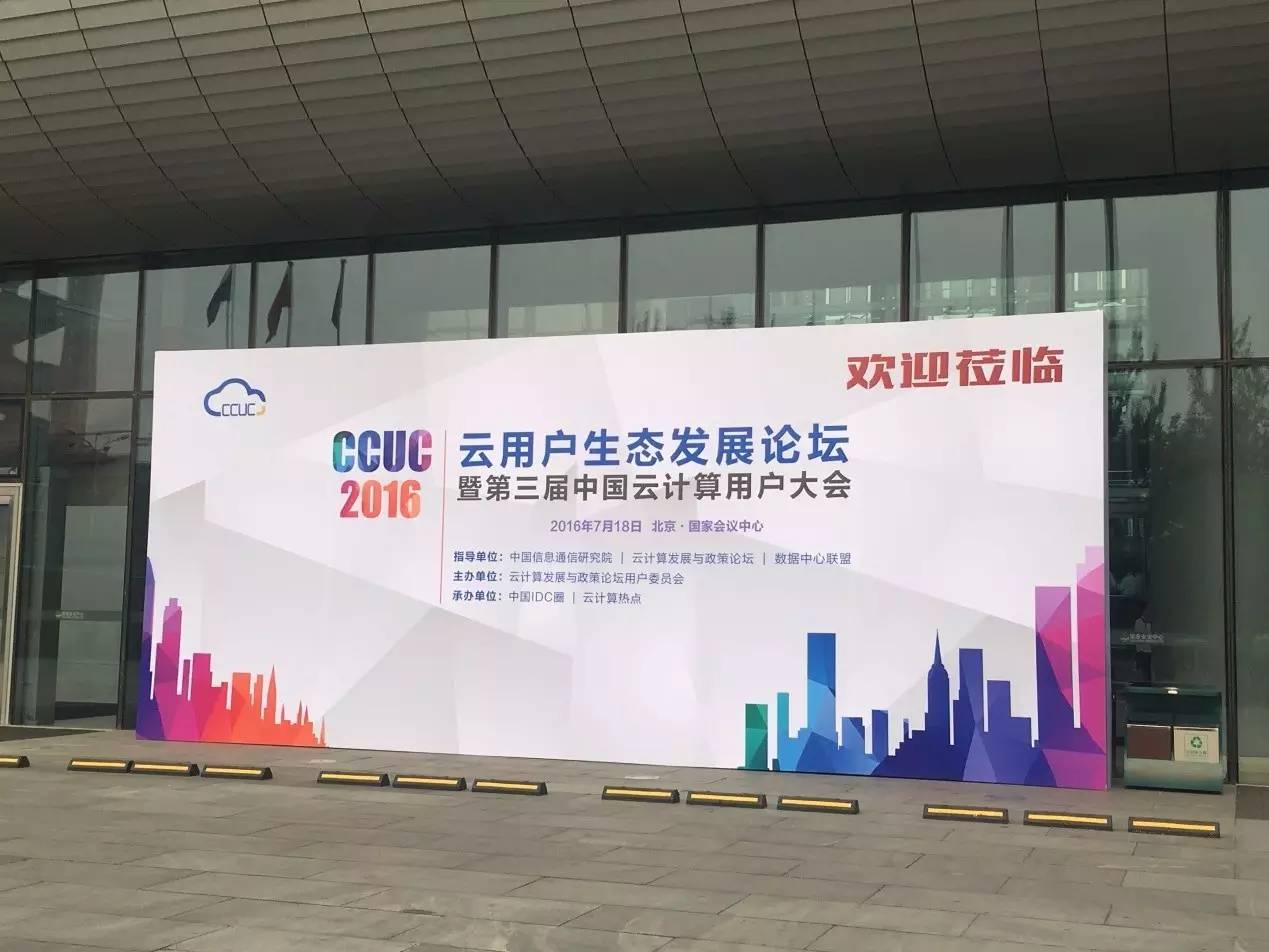 欢迎莅临
CCUC
CCUC
2016
云用户生态发展论坛
暨第三届中国云计算用户大会
2016年7月18日 北京·国家会议中心
指导单位：中国信息通信研究院 | 云计算发展与政策论坛 | 数据中心联盟
主办单位：云计算发展与政策论坛用户委员会
承办单位：中国IDC圈 | 云计算热点